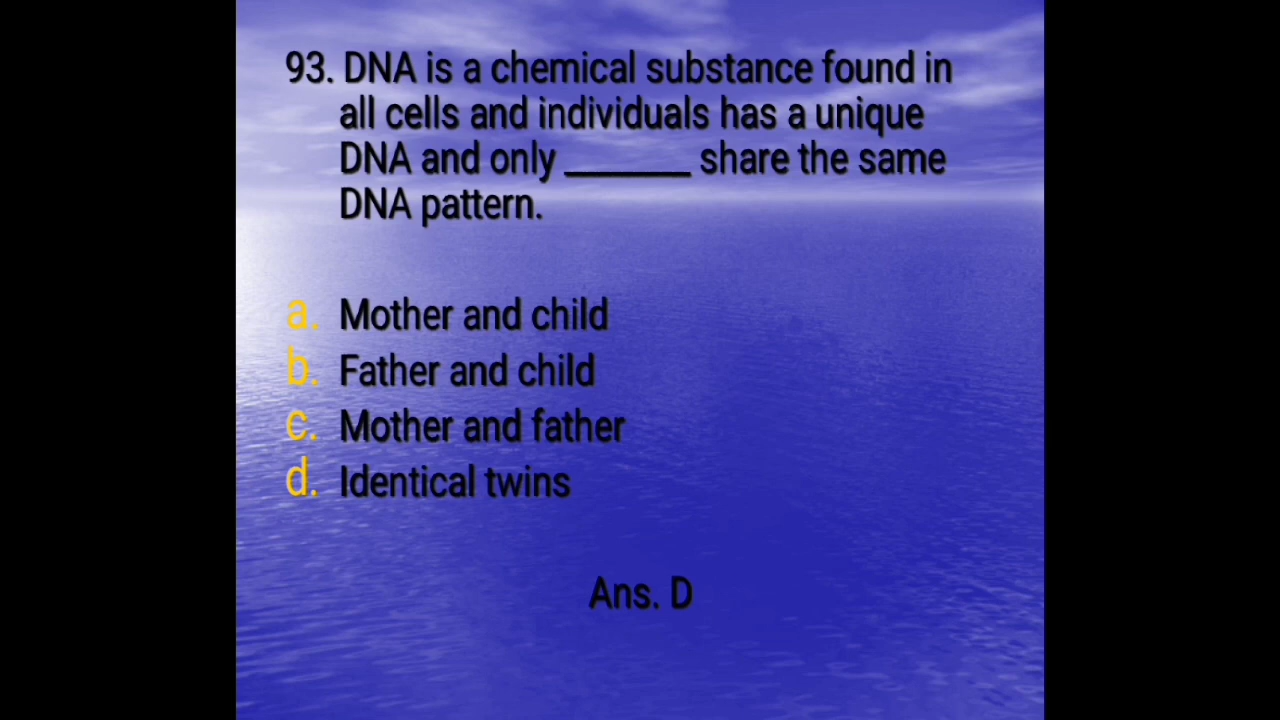 93. DNA is a chemical substance found in
all cells and individuals has a unique
DNA and only _______ share the same
DNA pattern.
a. Mother and child
b. Father and child
c. Mother and father
d. Identical twins
Ans. D